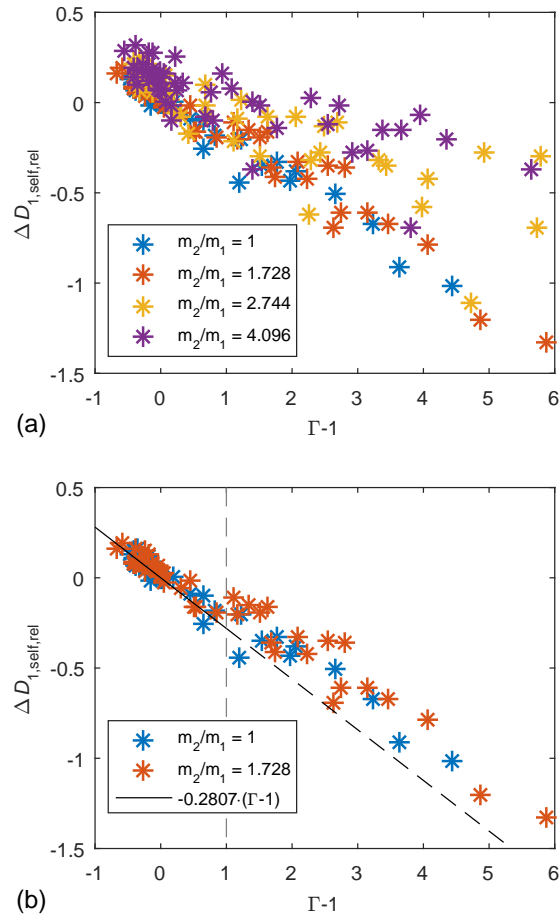 0.5
0
-0.5
-1
-1.5
ΔD1,self,rel
m2/m1 = 1
m2/m1 = 1.728
m2/m1 = 2.744
m2/m1 = 4.096
-1 0 1 2 3 4 5 6
Γ-1
(a)
0.5
0
-0.5
-1
-1.5
ΔD1,self,rel
m2/m1 = 1
m2/m1 = 1.728
-0.2807·(Γ-1)
-1 0 1 2 3 4 5 6
Γ-1
(b)